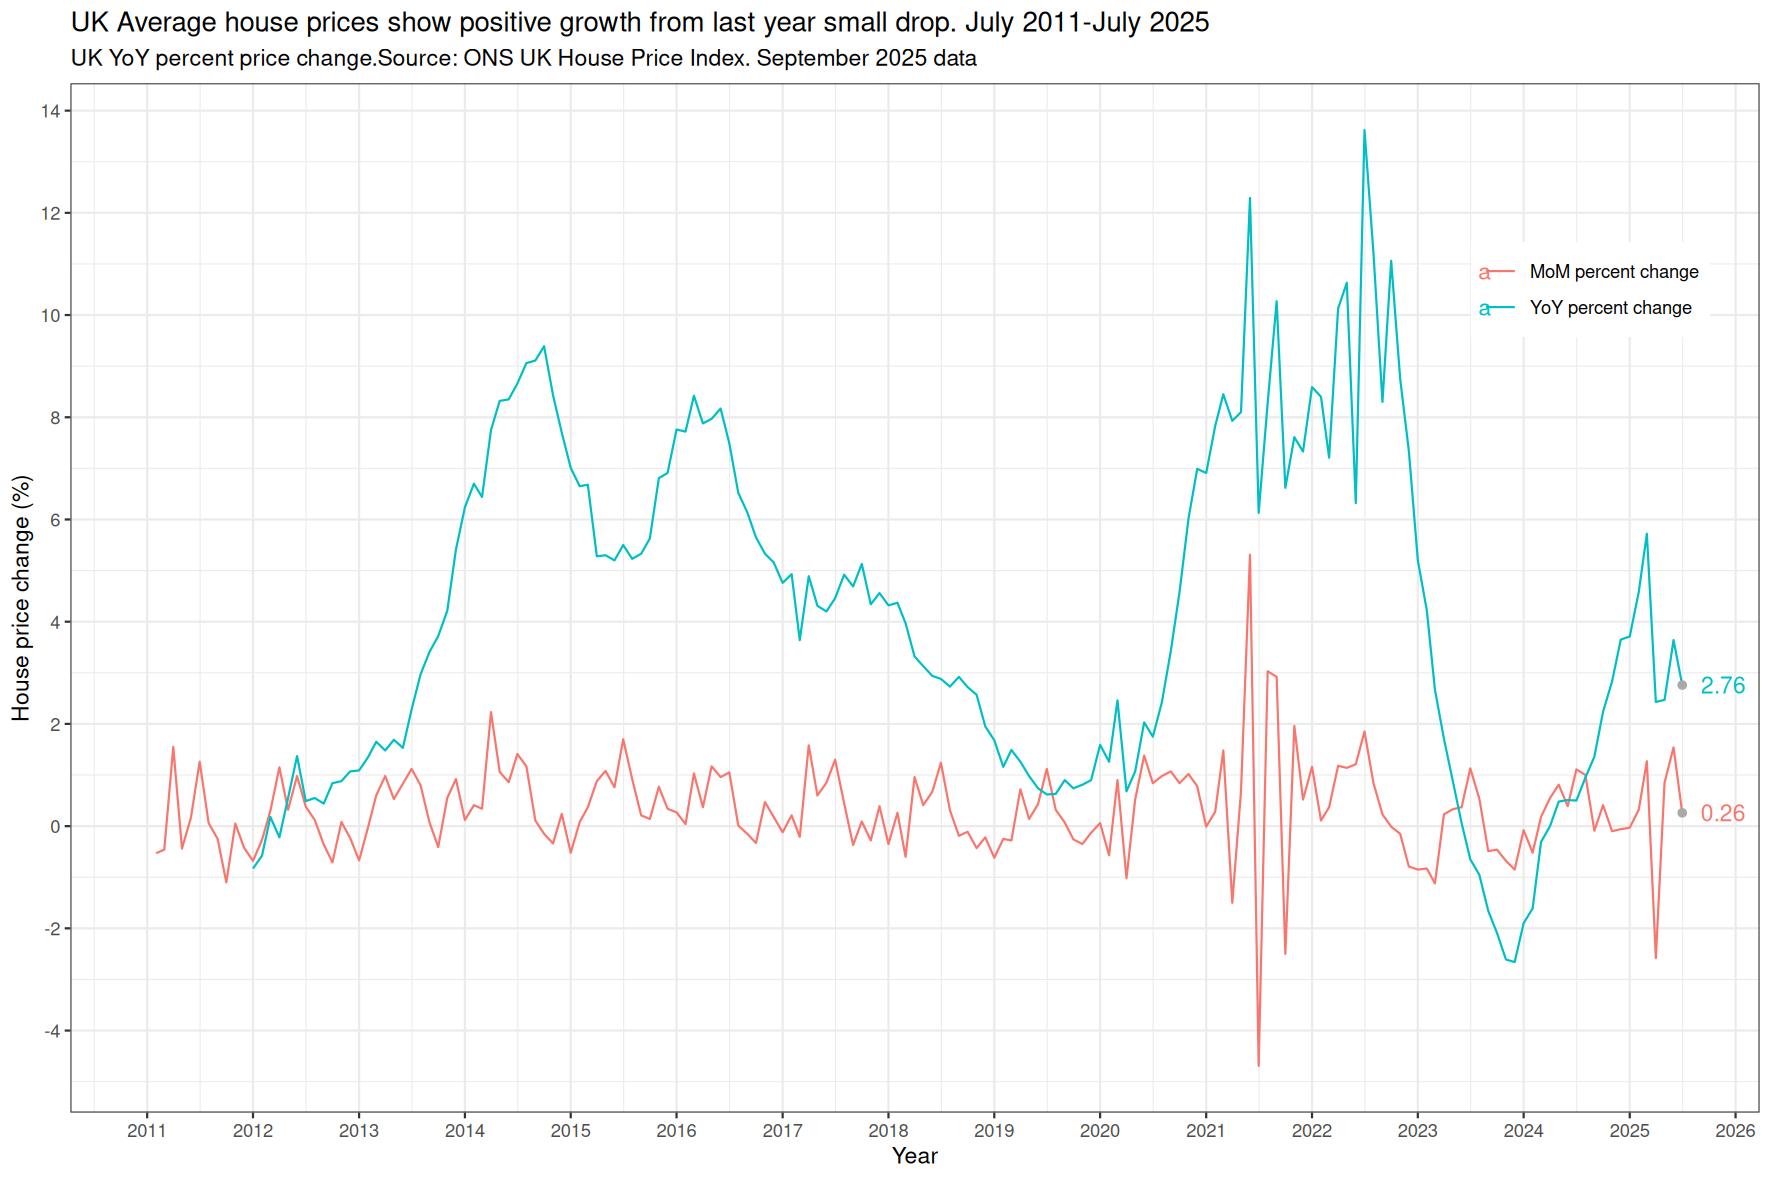 UK Average house prices show positive growth from last year small drop. July 2011-July 2025
UK YoY percent price change.Source: ONS UK House Price Index. September 2025 data
House price change (%)
14
12
10
8
6
4
2
0
-2
-4
a MoM percent change
a YoY percent change
2.76
0.26
2011 2012 2013 2014 2015 2016 2017 2018 2019 2020 2021 2022 2023 2024 2025 2026
Year